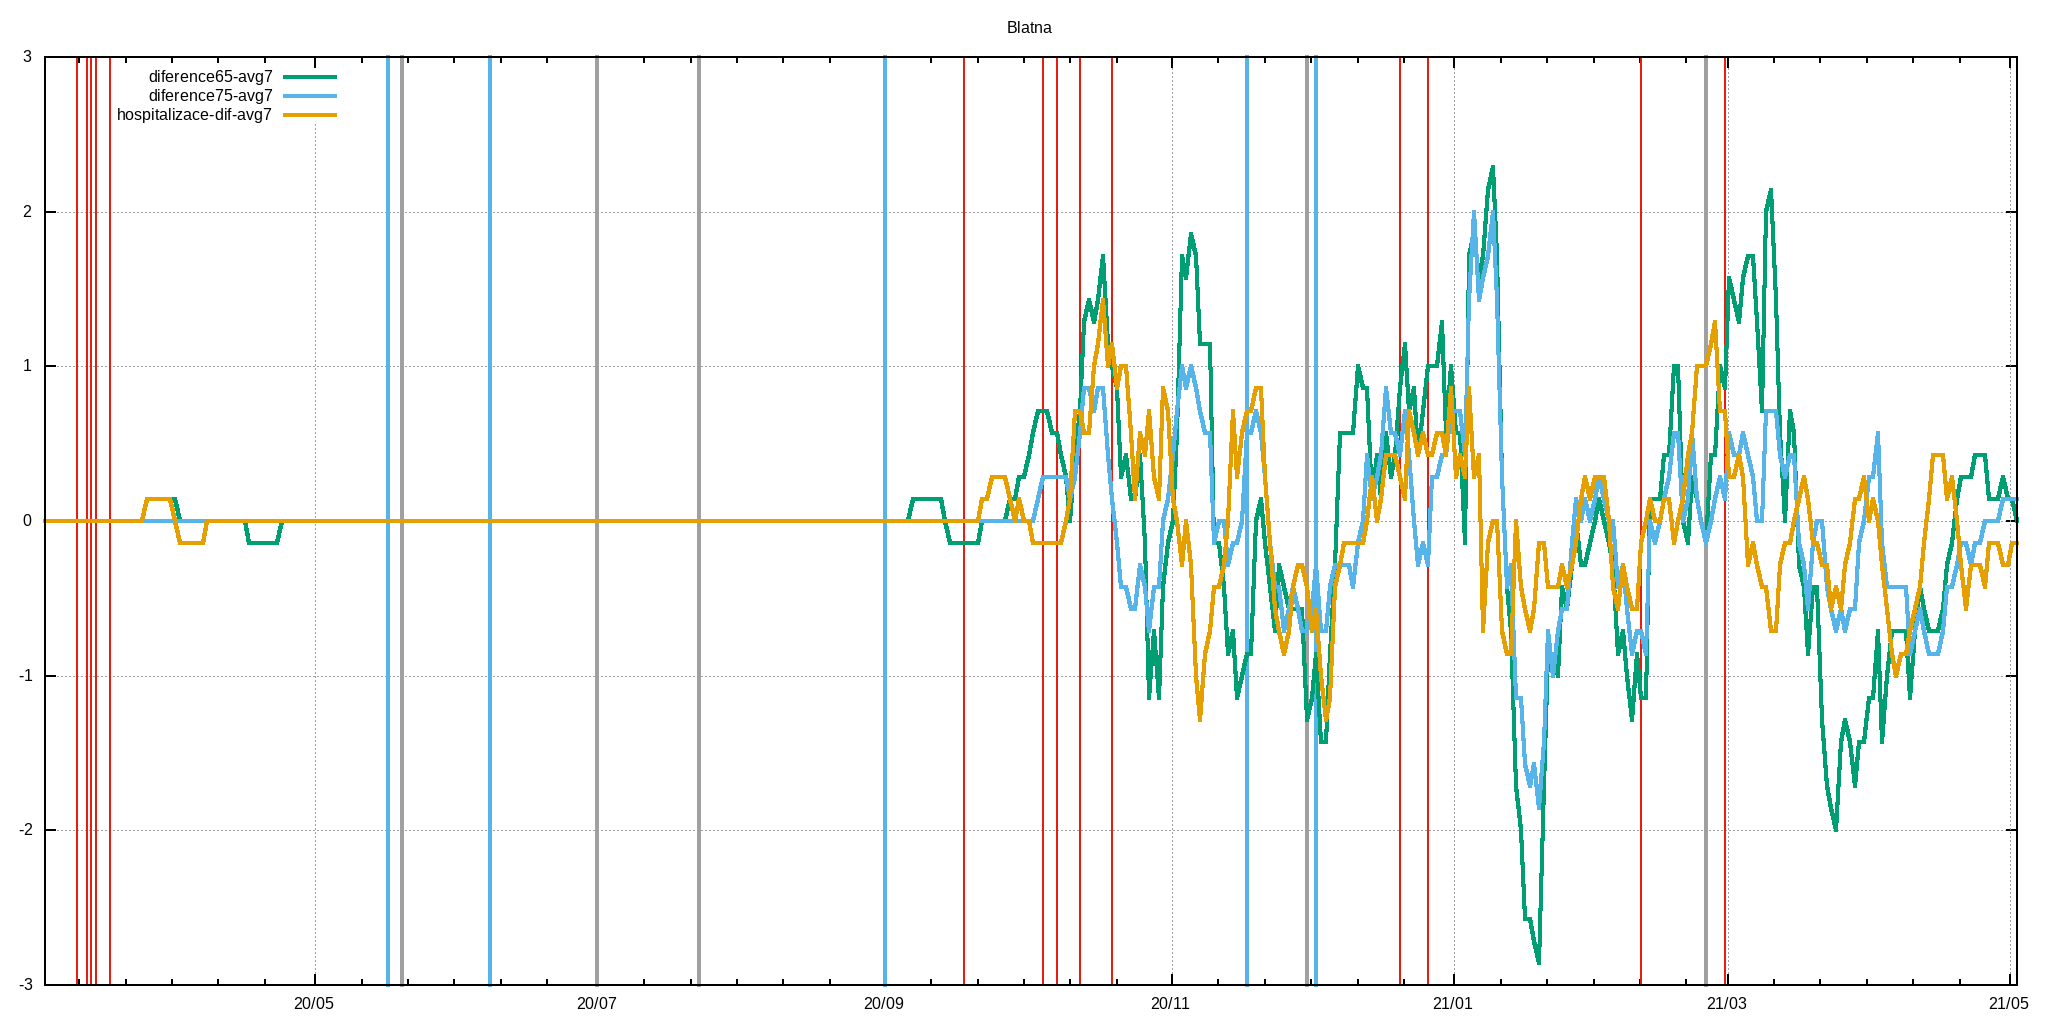 Blatna
3
diference65-avg7
diference75-avg7
hospitalizace-dif-avg7
2
1
0
-1
-2
-3
20/05 20/07 20/09 20/11 21/01 21/03 21/05